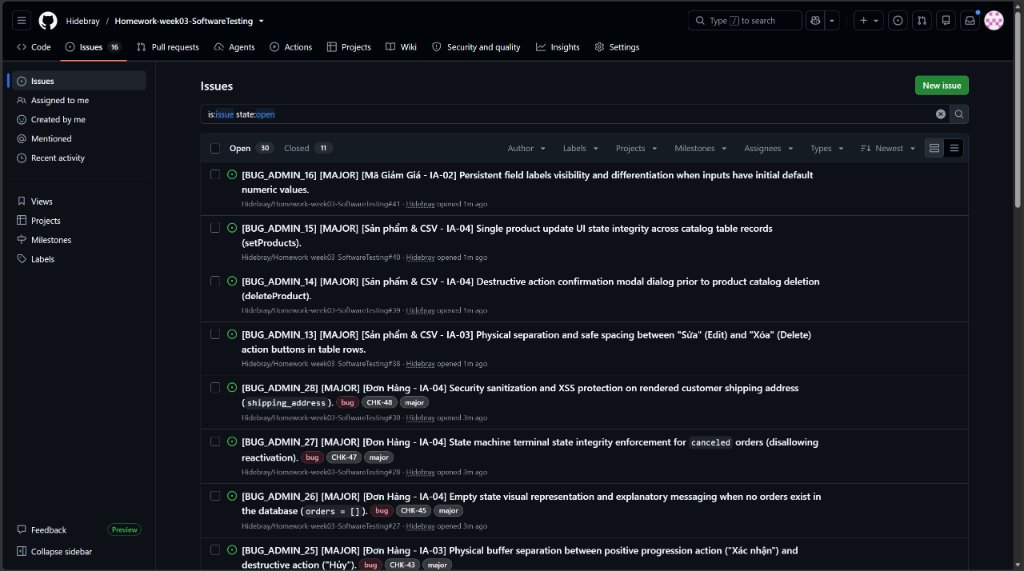 Hidebray / Homework-week03-SoftwareTesting
Type / to search
Code
Issues 16
Pull requests
Agents
Actions
Projects
Wiki
Security and quality
Insights
Settings
Issues
Assigned to me
Created by me
Mentioned
Recent activity
Views
Projects
Milestones
Labels
Feedback Preview
Collapse sidebar
Issues
New issue
is:issue state:open
Open 30
Closed 11
Author
Labels
Projects
Milestones
Assignees
Types
Newest
[BUG_ADMIN_16] [MAJOR] [Mã Giảm Giá - IA-02] Persistent field labels visibility and differentiation when inputs have initial default
numeric values.
Hidebray/Homework-week03-SoftwareTesting#41 · Hidebray opened 1m ago
[BUG_ADMIN_15] [MAJOR] [Sản phẩm & CSV - IA-04] Single product update UI state integrity across catalog table records
(setProducts).
Hidebray/Homework-week03-SoftwareTesting#40 · Hidebray opened 1m ago
[BUG_ADMIN_14] [MAJOR] [Sản phẩm & CSV - IA-04] Destructive action confirmation modal dialog prior to product catalog deletion
(deleteProduct).
Hidebray/Homework-week03-SoftwareTesting#39 · Hidebray opened 1m ago
[BUG_ADMIN_13] [MAJOR] [Sản phẩm & CSV - IA-03] Physical separation and safe spacing between "Sửa" (Edit) and "Xóa" (Delete)
action buttons in table rows.
Hidebray/Homework-week03-SoftwareTesting#38 · Hidebray opened 1m ago
[BUG_ADMIN_28] [MAJOR] [Đơn Hàng - IA-04] Security sanitization and XSS protection on rendered customer shipping address
(shipping_address). bug CHK-48 major
Hidebray/Homework-week03-SoftwareTesting#30 · Hidebray opened 3m ago
[BUG_ADMIN_27] [MAJOR] [Đơn Hàng - IA-04] State machine terminal state integrity enforcement for canceled orders (disallowing
reactivation). bug CHK-47 major
Hidebray/Homework-week03-SoftwareTesting#28 · Hidebray opened 3m ago
[BUG_ADMIN_26] [MAJOR] [Đơn Hàng - IA-04] Empty state visual representation and explanatory messaging when no orders exist in
the database (orders = []). bug CHK-45 major
Hidebray/Homework-week03-SoftwareTesting#27 · Hidebray opened 3m ago
[BUG_ADMIN_25] [MAJOR] [Đơn Hàng - IA-03] Physical buffer separation between positive progression action ("Xác nhận") and
destructive action ("Hủy"). bug CHK-43 major